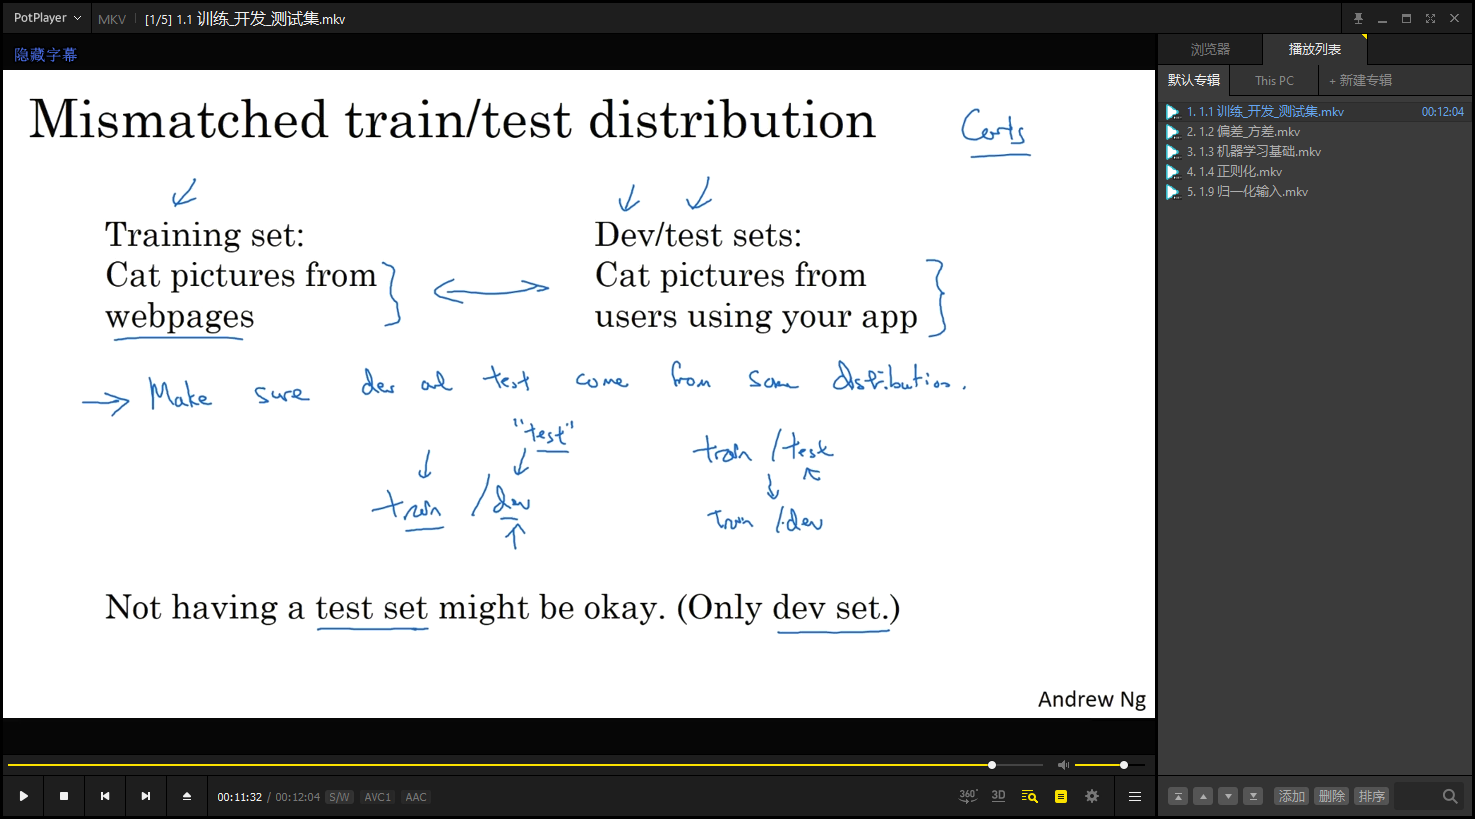 PotPlayer MKV [1/5] 1.1 训练_开发_测试集.mkv
隐藏字幕
Mismatched train/test distribution
Certs
Training set:
Cat pictures from
webpages
Dev/test sets:
Cat pictures from
users using your app
Make sure dev and test come from same distribution.
"test"
train / dev
train / test
train / dev
Not having a test set might be okay. (Only dev set.)
Andrew Ng
00:11:32 / 00:12:04 S/W AVC1 AAC
360° 3D
浏览器 播放列表
默认专辑 This PC + 新建专辑
1. 1.1 训练_开发_测试集.mkv 00:12:04
2. 1.2 偏差_方差.mkv
3. 1.3 机器学习基础.mkv
4. 1.4 正则化.mkv
5. 1.9 归一化输入.mkv
添加 删除 排序